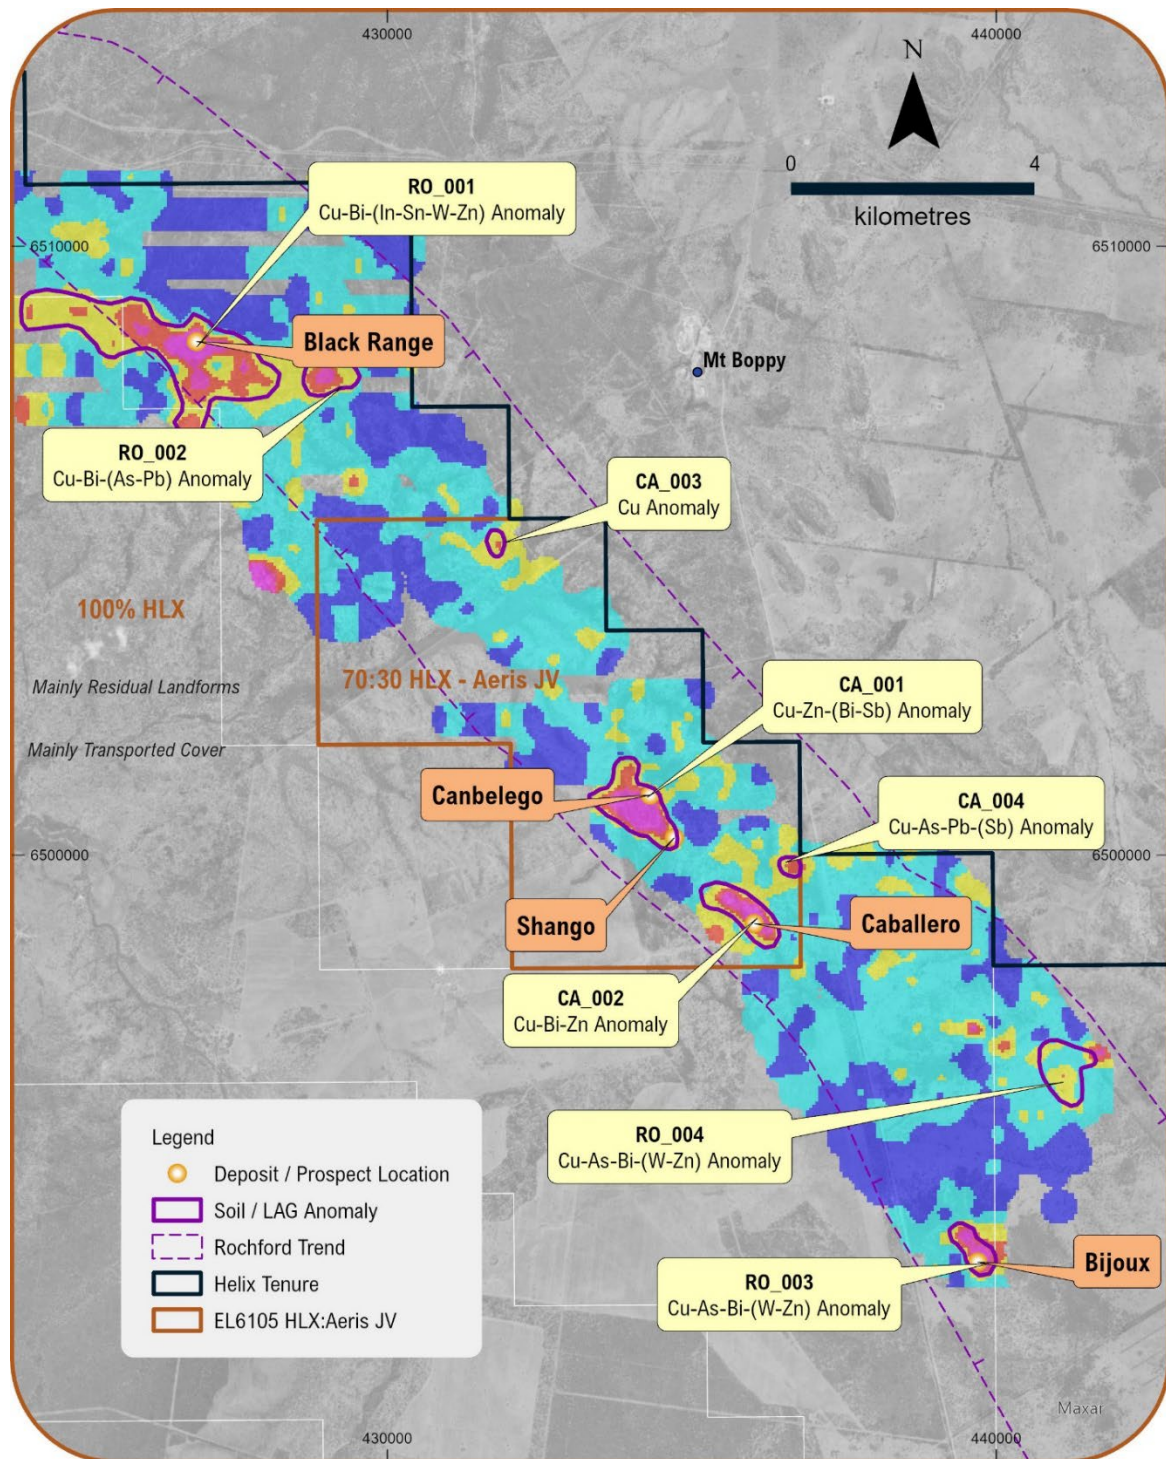 430000
440000
N
0
4
kilometres
RO_001
Cu-Bi-(In-Sn-W-Zn) Anomaly
6510000
6510000
Black Range
Mt Boppy
RO_002
Cu-Bi-(As-Pb) Anomaly
CA_003
Cu Anomaly
100% HLX
Mainly Residual Landforms
70:30 HLX - Aeris JV
CA_001
Cu-Zn-(Bi-Sb) Anomaly
Mainly Transported Cover
Canbelego
CA_004
Cu-As-Pb-(Sb) Anomaly
6500000
6500000
Shango
Caballero
CA_002
Cu-Bi-Zn Anomaly
RO_004
Cu-As-Bi-(W-Zn) Anomaly
Legend
Deposit / Prospect Location
Soil / LAG Anomaly
Rochford Trend
Helix Tenure
EL6105 HLX:Aeris JV
RO_003
Cu-As-Bi-(W-Zn) Anomaly
Bijoux
Maxar
430000
440000